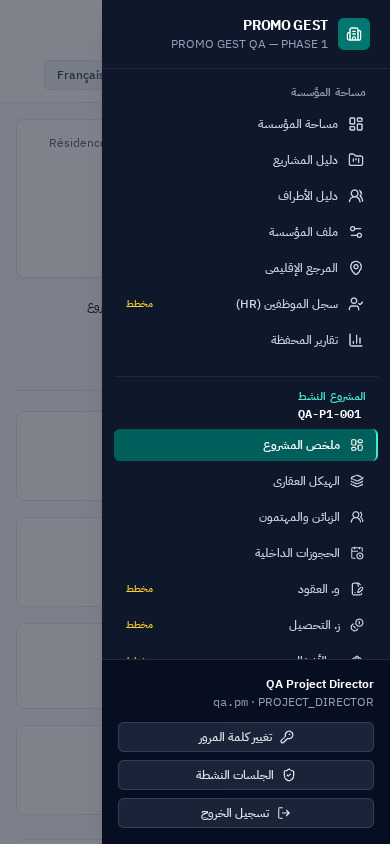 PROMO GEST
PROMO GEST QA — PHASE 1
Français
مساحة المؤسسة
مساحة المؤسسة
Résidence
دليل المشاريع
دليل الأطراف
ملف المؤسسة
المرجع الإقليمي
سجل الموظفين (HR) مخطط
تقارير المحفظة
المشروع النشط
QA-P1-001
ملخص المشروع
الهيكل العقاري
الزبائن والمهتمون
الحجوزات الداخلية
و. العقود مخطط
ز. التحصيل مخطط
QA Project Director
qa.pm · PROJECT_DIRECTOR
تغيير كلمة المرور
الجلسات النشطة
تسجيل الخروج